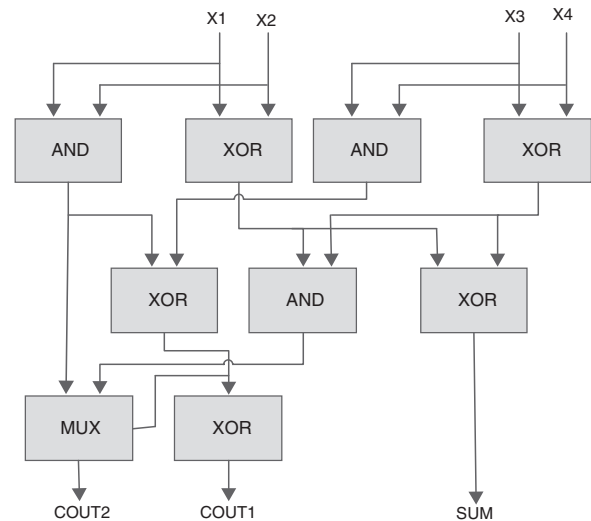 X1 X2 X3 X4
AND XOR AND XOR
XOR AND XOR
MUX XOR
COUT2 COUT1 SUM